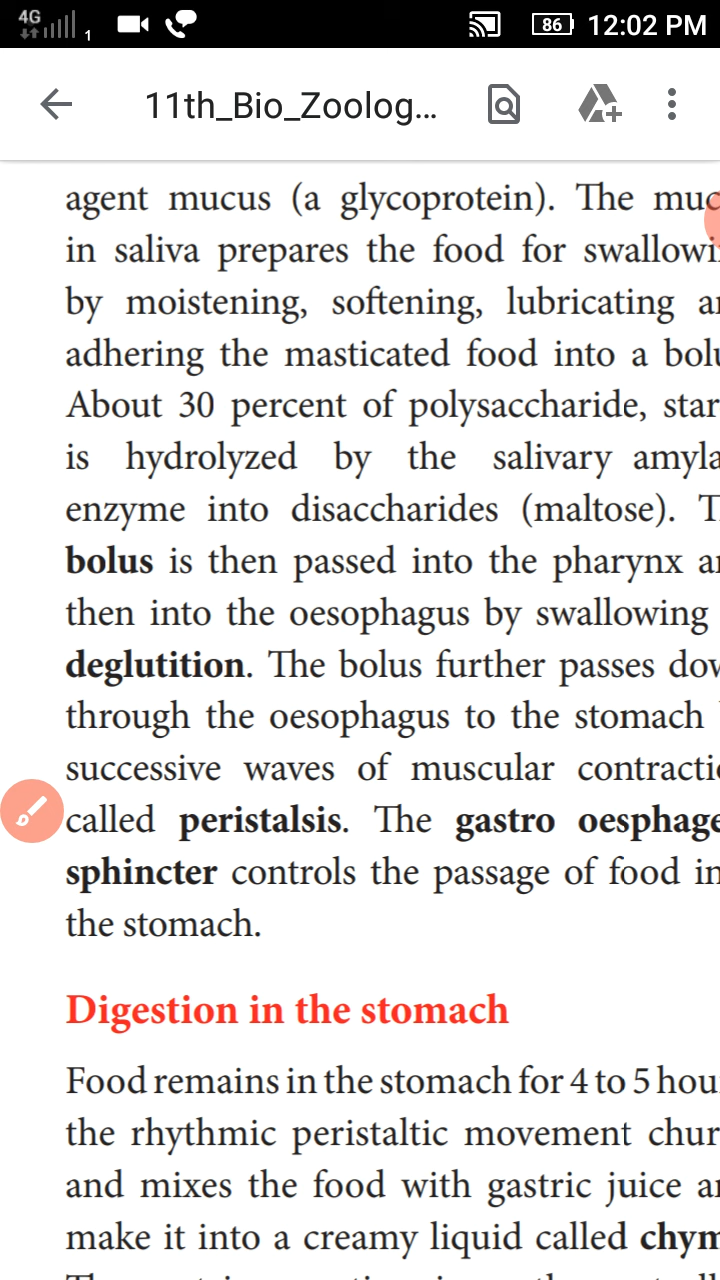 4G 1 86 12:02 PM
11th_Bio_Zoolog...
agent mucus (a glycoprotein). The muc
in saliva prepares the food for swallowi
by moistening, softening, lubricating a
adhering the masticated food into a bol
About 30 percent of polysaccharide, star
is hydrolyzed by the salivary amyla
enzyme into disaccharides (maltose). T
bolus is then passed into the pharynx a
then into the oesophagus by swallowing
deglutition. The bolus further passes dow
through the oesophagus to the stomach
successive waves of muscular contracti
called peristalsis. The gastro oesphage
sphincter controls the passage of food in
the stomach.
Digestion in the stomach
Food remains in the stomach for 4 to 5 hou
the rhythmic peristaltic movement chur
and mixes the food with gastric juice a
make it into a creamy liquid called chym